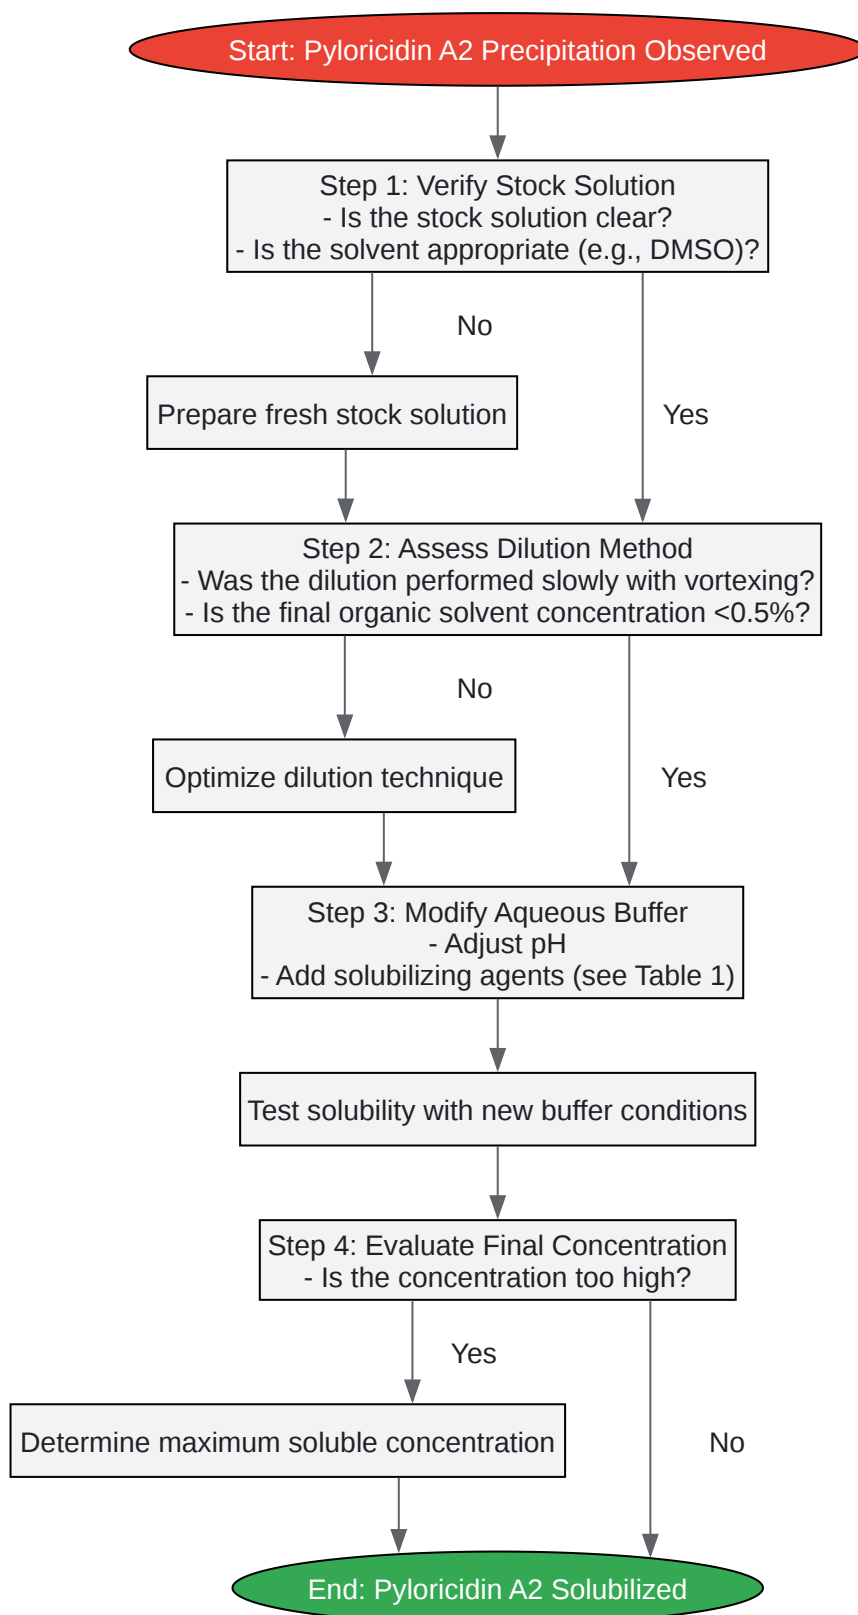 Start: Pyloricidin A2 Precipitation Observed
Step 1: Verify Stock Solution
- Is the stock solution clear?
- Is the solvent appropriate (e.g., DMSO)?
No
Prepare fresh stock solution
Yes
Step 2: Assess Dilution Method
- Was the dilution performed slowly with vortexing?
- Is the final organic solvent concentration <0.5%?
No
Optimize dilution technique
Yes
Step 3: Modify Aqueous Buffer
- Adjust pH
- Add solubilizing agents (see Table 1)
Test solubility with new buffer conditions
Step 4: Evaluate Final Concentration
- Is the concentration too high?
Yes
Determine maximum soluble concentration
No
End: Pyloricidin A2 Solubilized